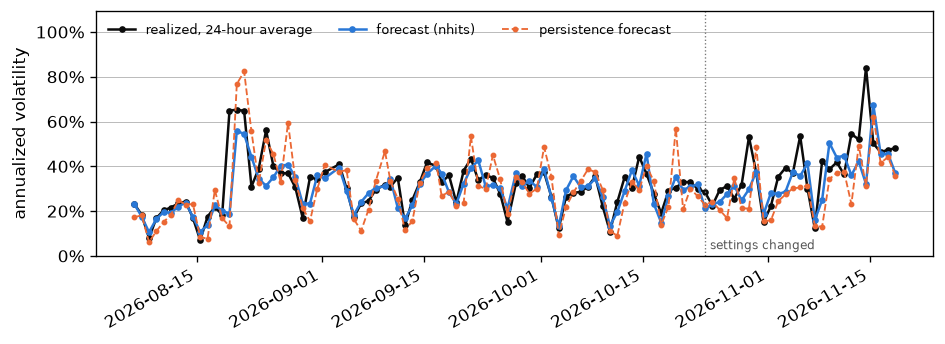 realized, 24-hour average
forecast (nhits)
persistence forecast
100%
80%
60%
40%
20%
0%
annualized volatility
settings changed
2026-08-15
2026-09-01
2026-09-15
2026-10-01
2026-10-15
2026-11-01
2026-11-15